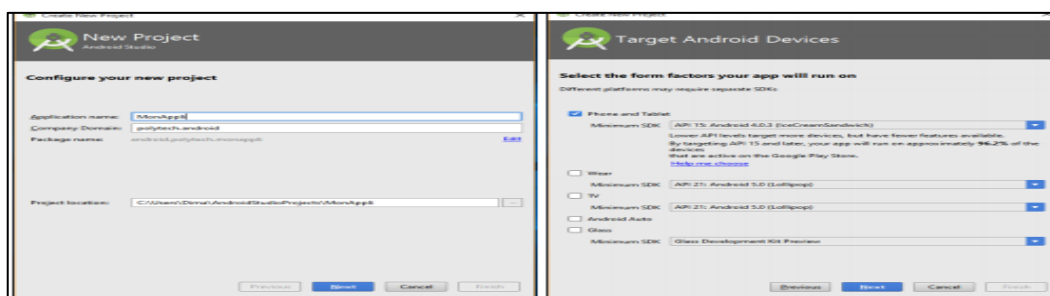 Create New Project
New Project
Android Studio
Configure your new project
Application name: MonAppli
Company Domain: polytech.android
Package name: android.polytech.monappli Edit
Project location: C:\Users\Dima\AndroidStudioProjects\MonAppli ...
Previous Next Cancel Finish
Create New Project
Target Android Devices
Select the form factors your app will run on
Different platforms may require separate SDKs
Phone and Tablet
Minimum SDK API 15: Android 4.0.3 (IceCreamSandwich)
Lower API levels target more devices, but have fewer features available.
By targeting API 15 and later, your app will run on approximately 96.2% of the
devices
that are active on the Google Play Store.
Help me choose
Wear
Minimum SDK API 21: Android 5.0 (Lollipop)
TV
Minimum SDK API 21: Android 5.0 (Lollipop)
Android Auto
Glass
Minimum SDK Glass Development Kit Preview
Previous Next Cancel Finish